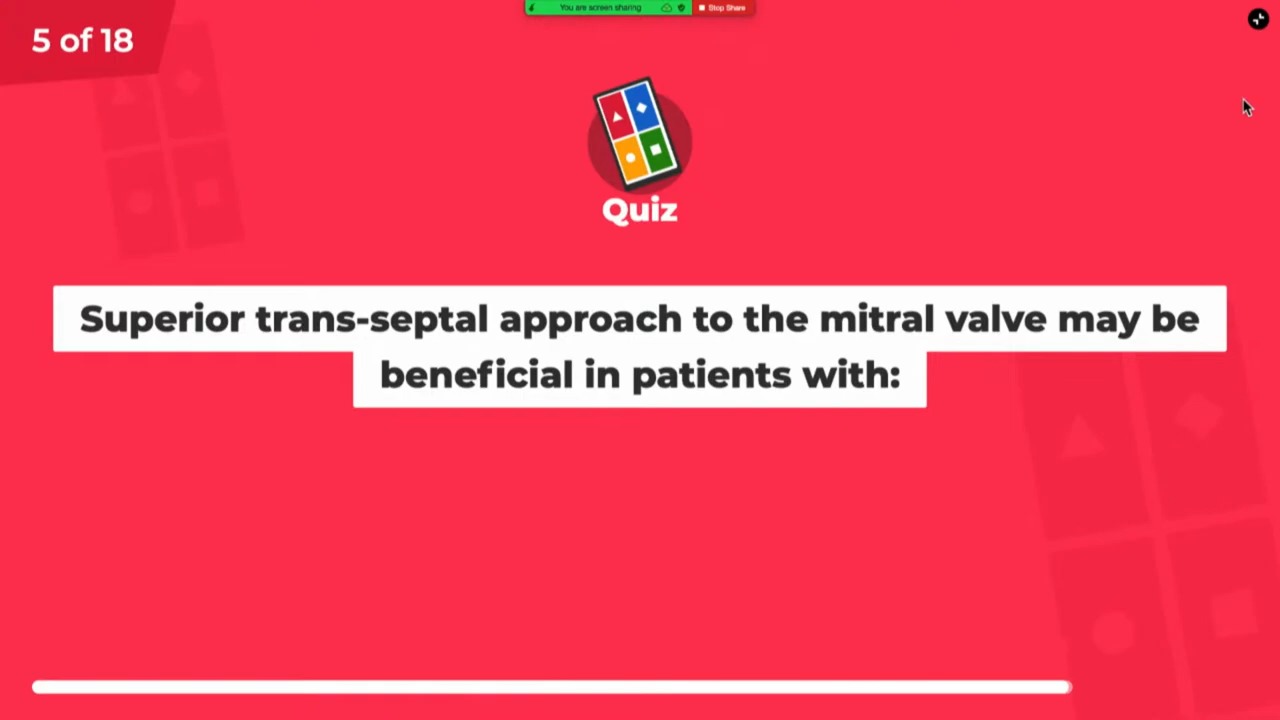 You are screen sharing
Stop Share
5 of 18
Quiz
Superior trans-septal approach to the mitral valve may be
beneficial in patients with: